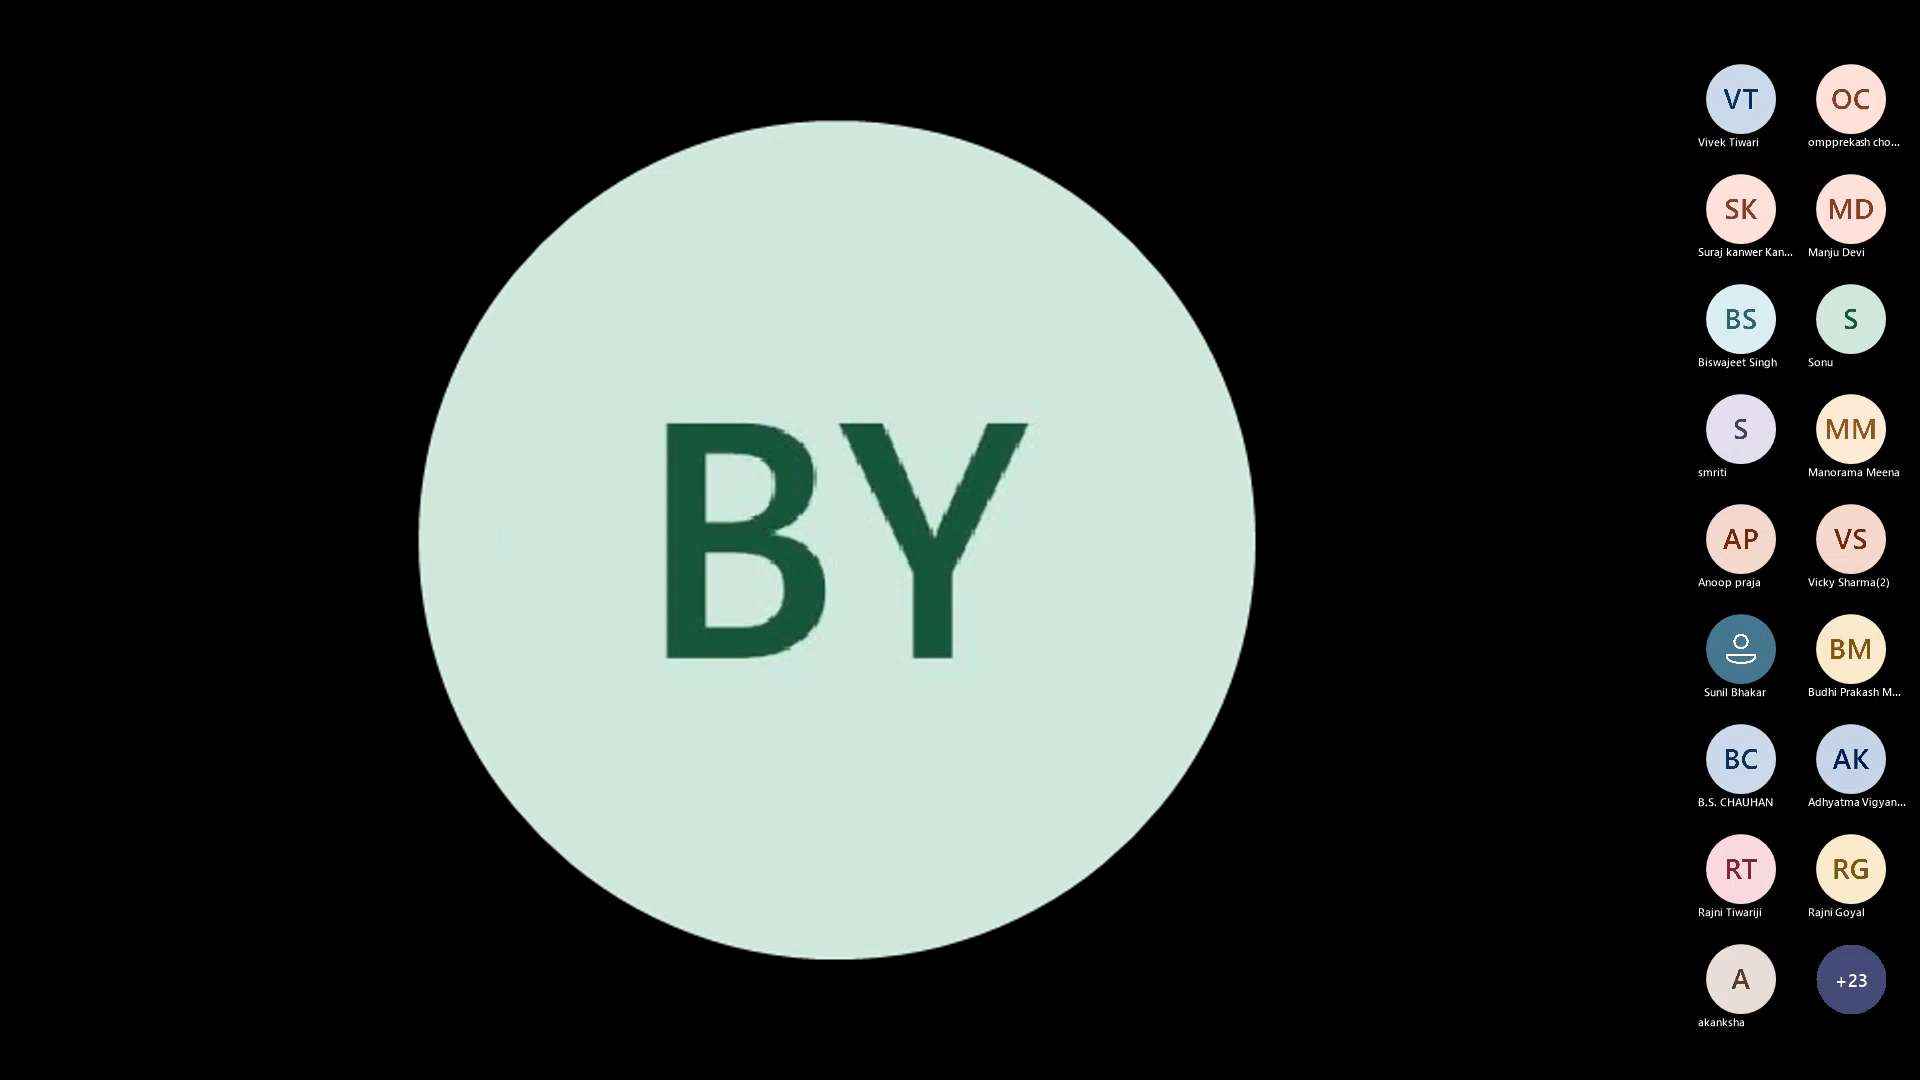 BY
VT OC
Vivek Tiwari ompprekash cho...
SK MD
Suraj kanwer Kan... Manju Devi
BS S
Biswajeet Singh Sonu
S MM
smriti Manorama Meena
AP VS
Anoop praja Vicky Sharma(2)
BM
Sunil Bhakar Budhi Prakash M...
BC AK
B.S. CHAUHAN Adhyatma Vigyan...
RT RG
Rajni Tiwariji Rajni Goyal
A +23
akanksha